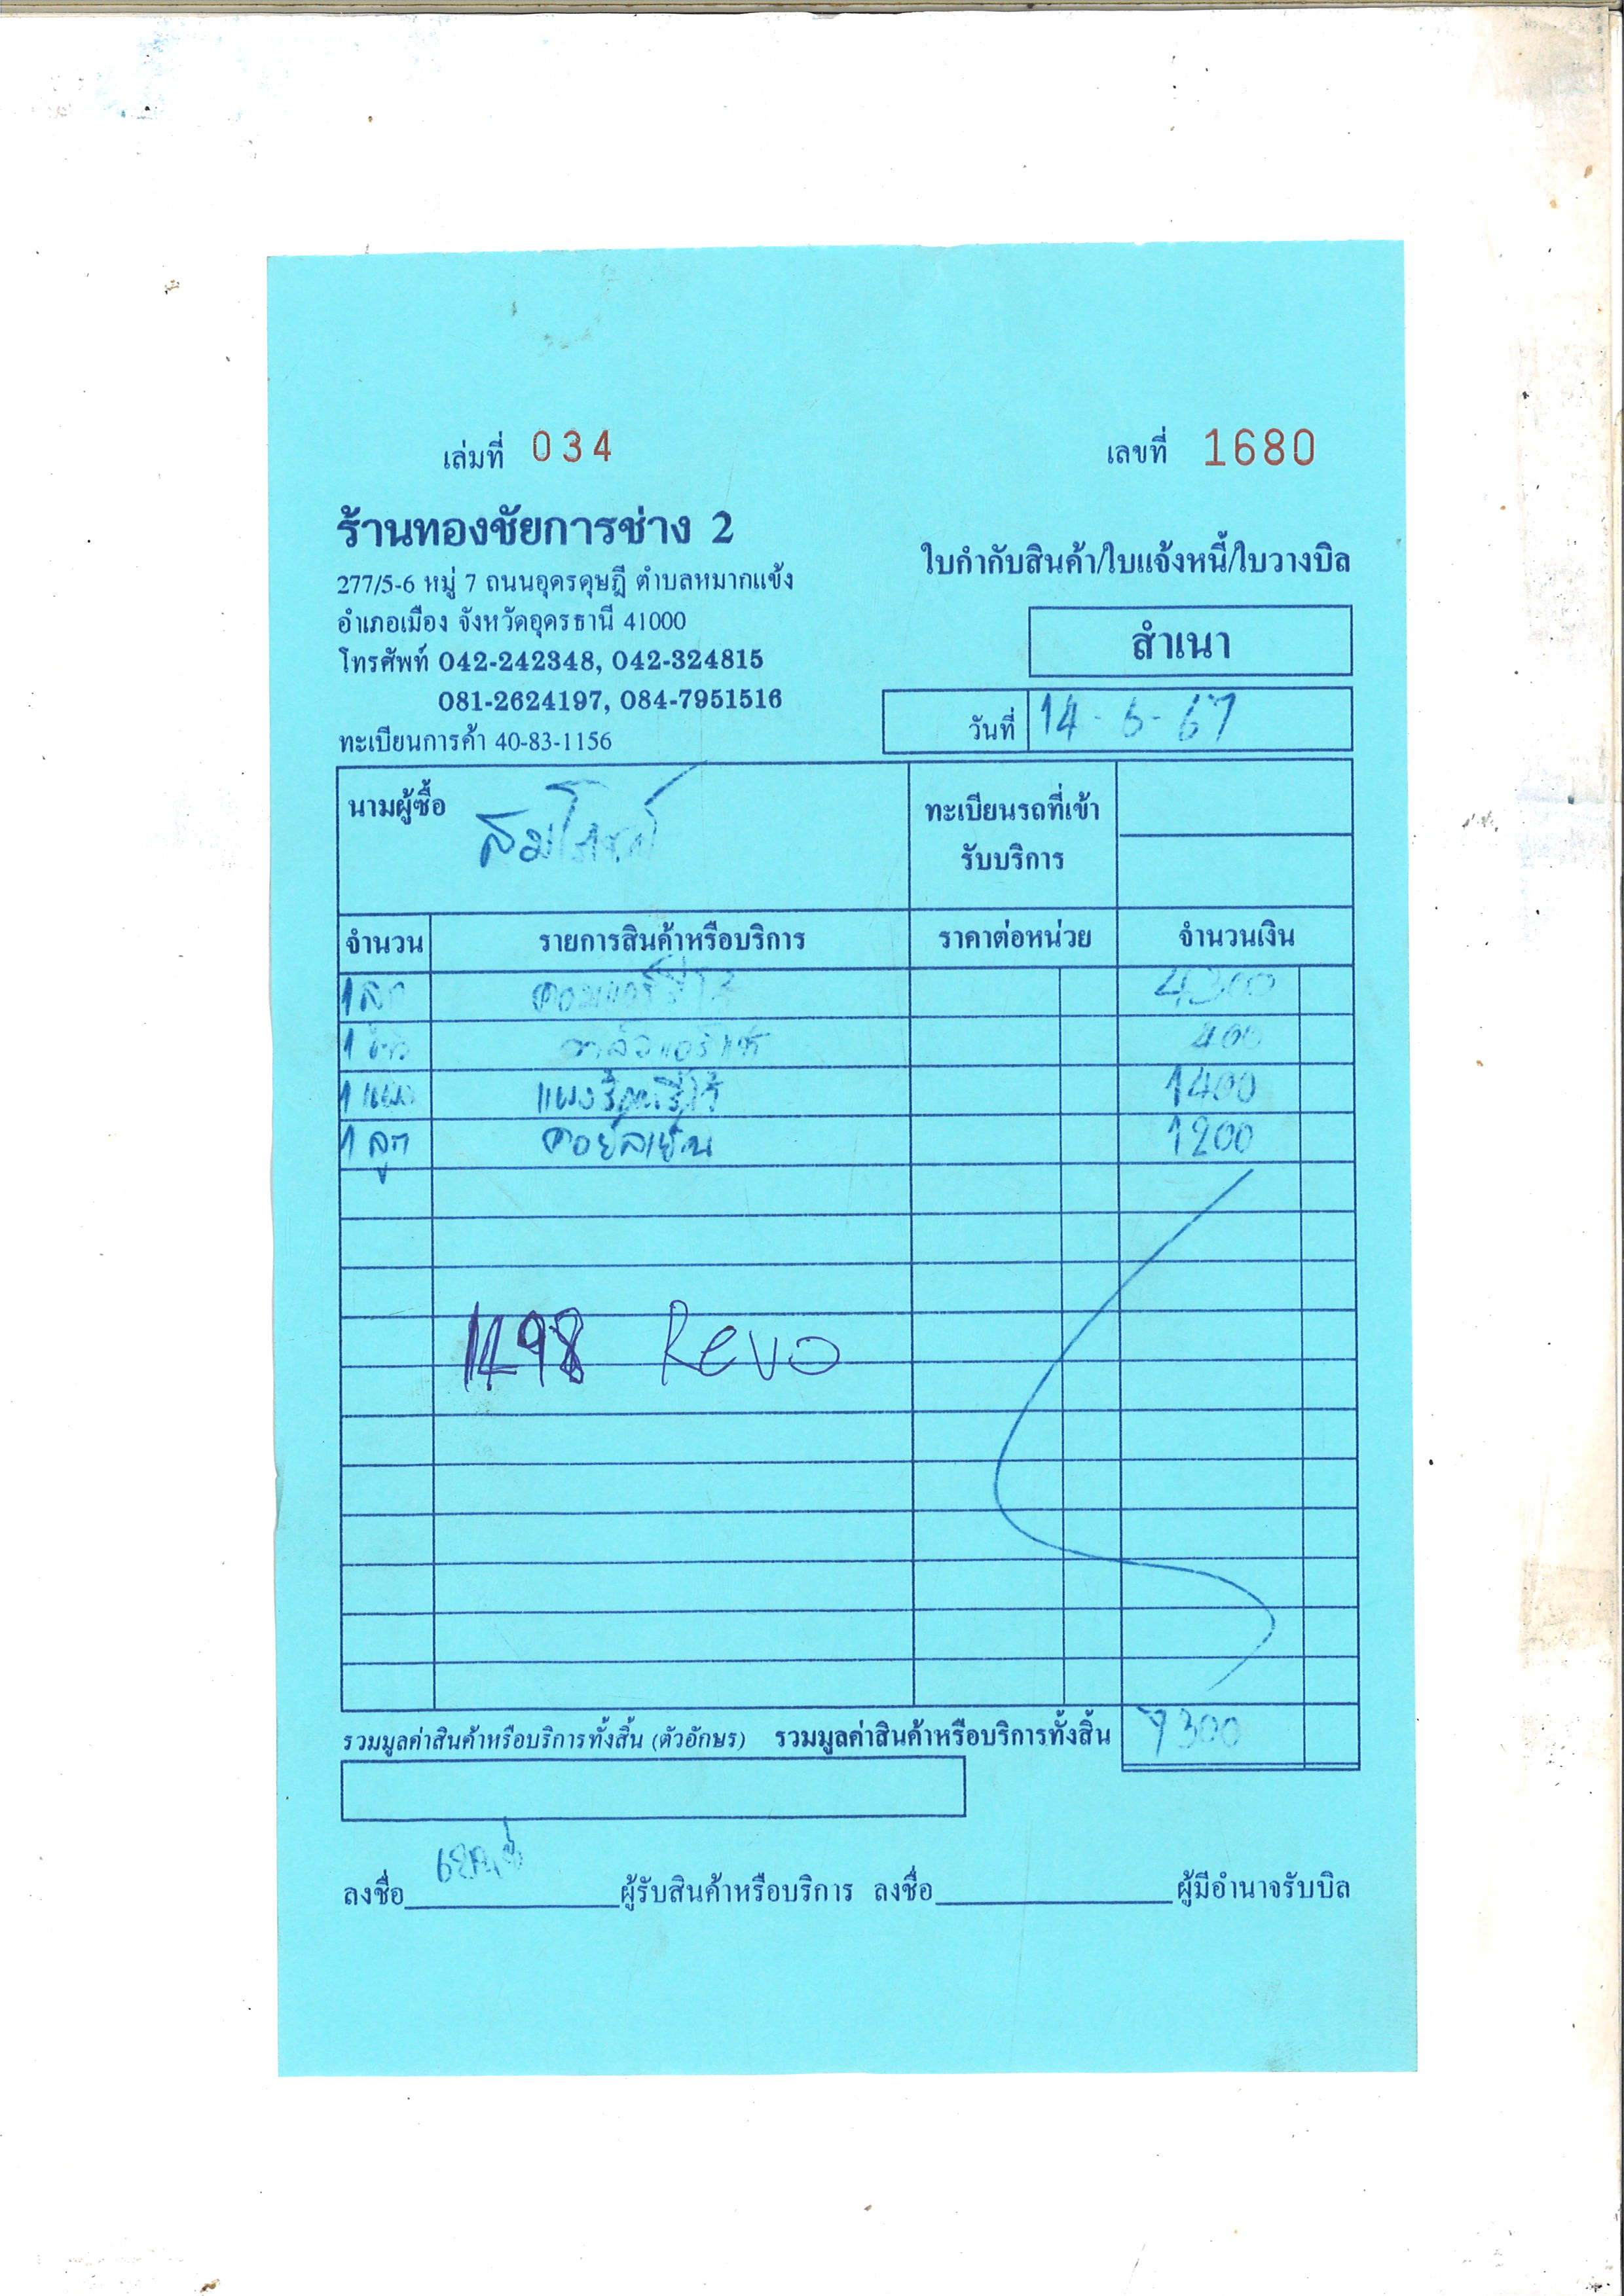 เล่มที่ 034 เลขที่ 1680
ร้านทองชัยการช่าง 2
ใบกำกับสินค้า/ใบแจ้งหนี้/ใบวางบิล
277/5-6 หมู่ 7 ถนนอุดรดุษฎี ตำบลหมากแข้ง
อำเภอเมือง จังหวัดอุดรธานี 41000
สำเนา
โทรศัพท์ 042-242348, 042-324815
081-2624197, 084-7951516
วันที่ 14-6-67
ทะเบียนการค้า 40-83-1156
นามผู้ซื้อ
ทะเบียนรถที่เข้า
รับบริการ
จำนวน รายการสินค้าหรือบริการ ราคาต่อหน่วย จำนวนเงิน
1 ลูก คอมแอร์ 4300
1 400
1 แผง แผงรีโว้ 1400
1 ลูก คอยล์เย็น 1200
1498 Revo
รวมมูลค่าสินค้าหรือบริการทั้งสิ้น (ตัวอักษร) รวมมูลค่าสินค้าหรือบริการทั้งสิ้น 7300
ลงชื่อ ผู้รับสินค้าหรือบริการ ลงชื่อ ผู้มีอำนาจรับบิล